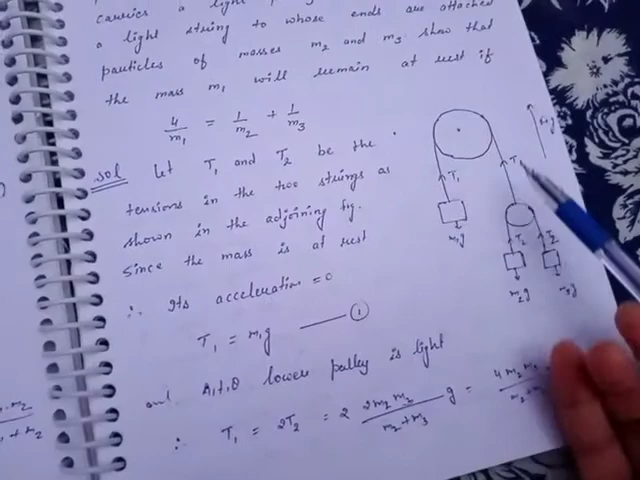 carries a light
a light string to whose ends are attached
particles of masses m2 and m3 show that
the mass m1 will remain at rest if
4/m1 = 1/m2 + 1/m3
sol Let T1 and T2 be the
tensions in the two strings as
shown in the adjoining fig.
since the mass is at rest
∴ Its acceleration = 0
T1 = m1g —— ①
and A,t,Q lower pulley is light
∴ T1 = 2T2 = 2 2m2m2/m2+m3 g = 4m2m3
T1
m1g
T2
T2
m2g
m3g
+m2